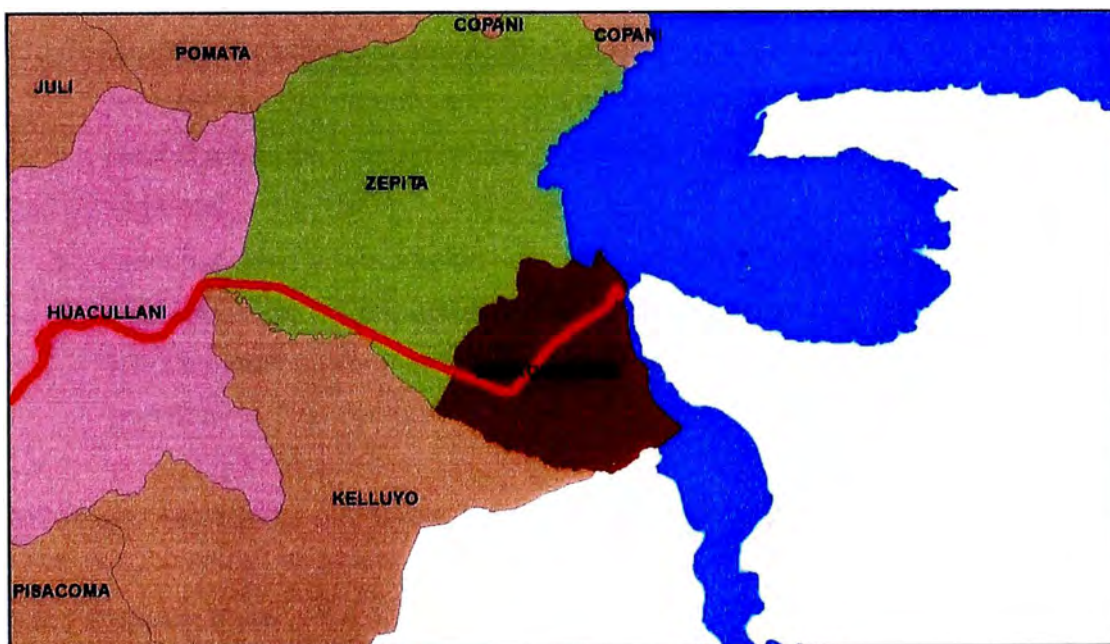 COPANI
COPANI
POMATA
JULI
ZEPITA
HUACULLANI
KELLUYO
PISACOMA